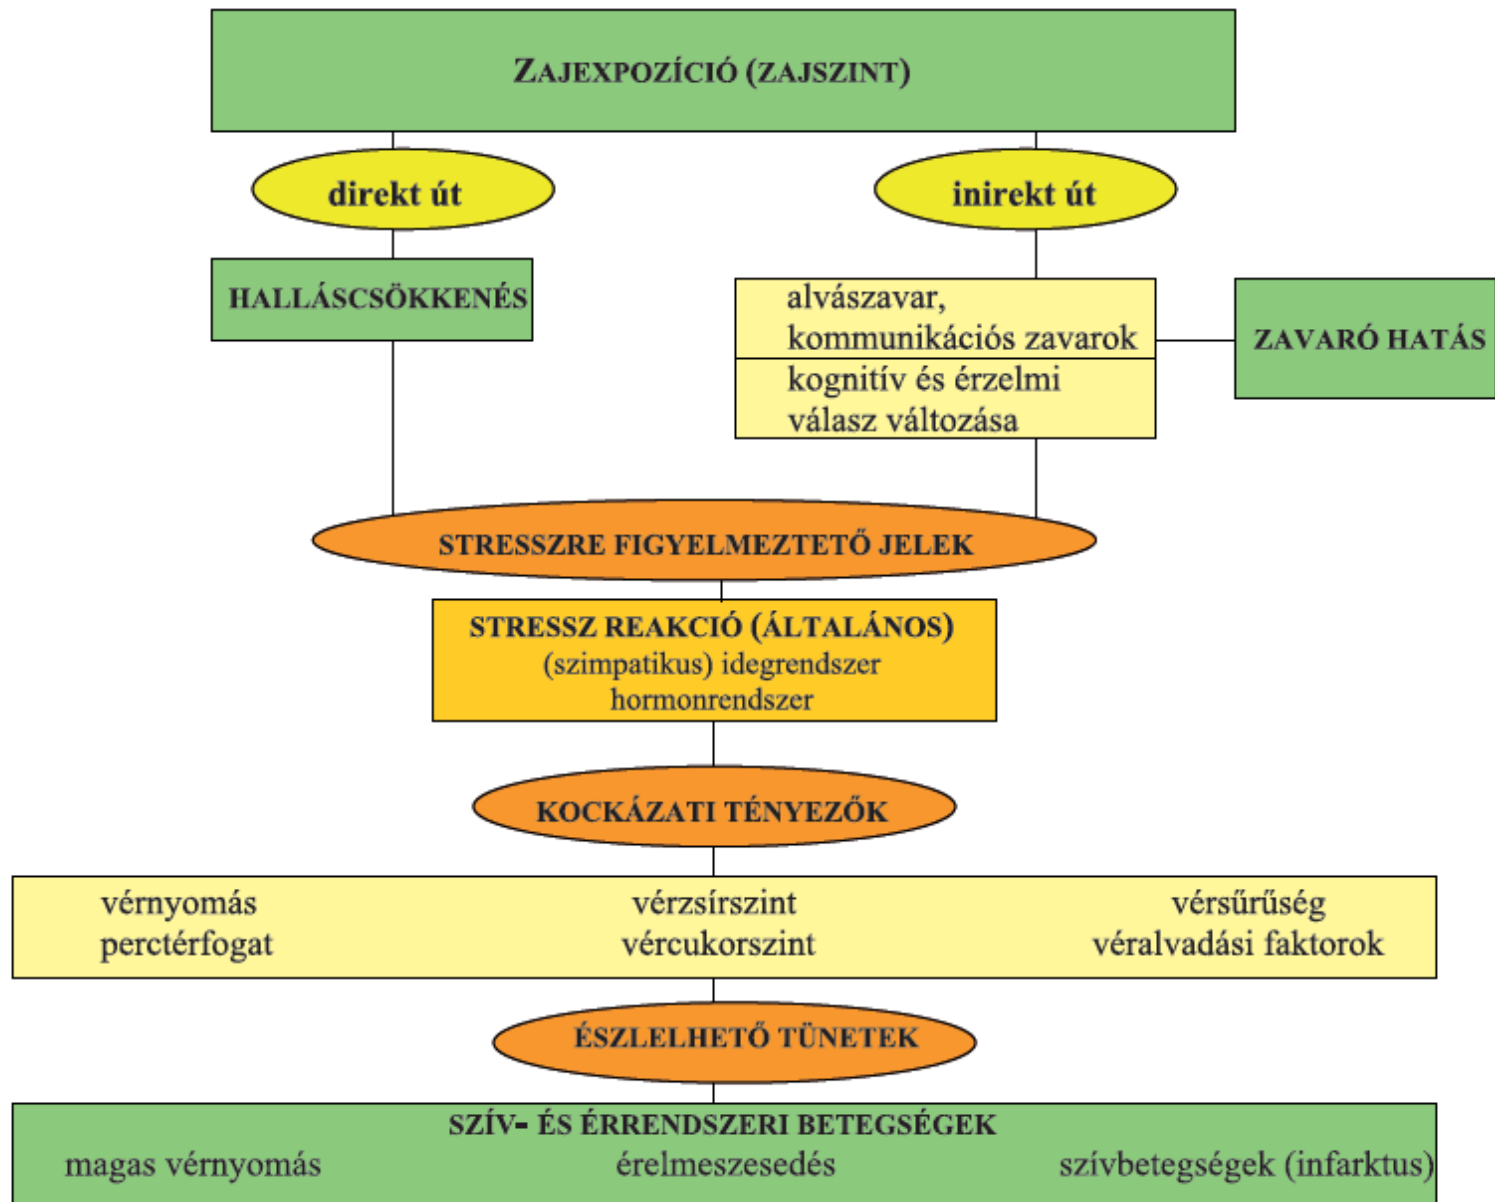 ZAJEXPOZÍCIÓ (ZAJSZINT)
direkt út
inirekt út
HALLÁSCSÖKKENÉS
alvászavar,
kommunikációs zavarok
kognitív és érzelmi
válasz változása
ZAVARÓ HATÁS
STRESSZRE FIGYELMEZTETŐ JELEK
STRESSZ REAKCIÓ (ÁLTALÁNOS)
(szimpatikus) idegrendszer
hormonrendszer
KOCKÁZATI TÉNYEZŐK
vérnyomás vérzsírszint vérsűrűség
perctérfogat vércukorszint véralvadási faktorok
ÉSZLELHETŐ TÜNETEK
SZÍV- ÉS ÉRRENDSZERI BETEGSÉGEK
magas vérnyomás érelmeszesedés szívbetegségek (infarktus)